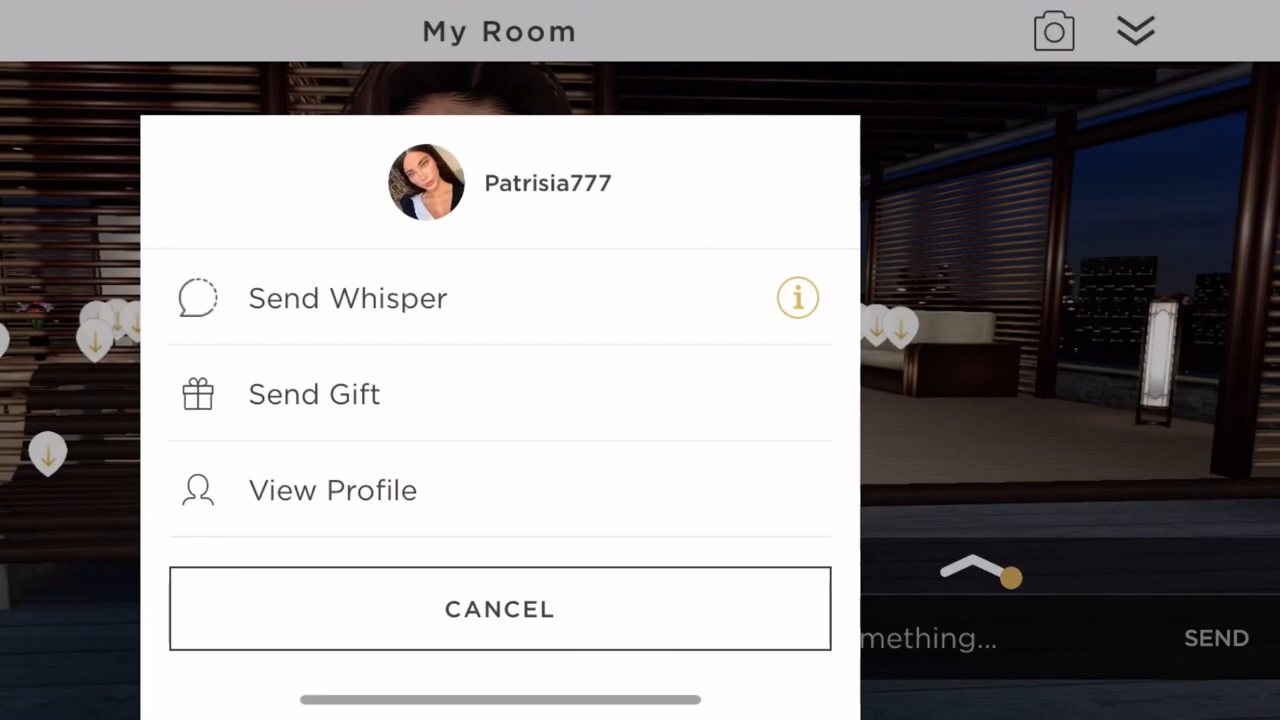 My Room
Patrisia777
Send Whisper
Send Gift
View Profile
CANCEL
mething...
SEND